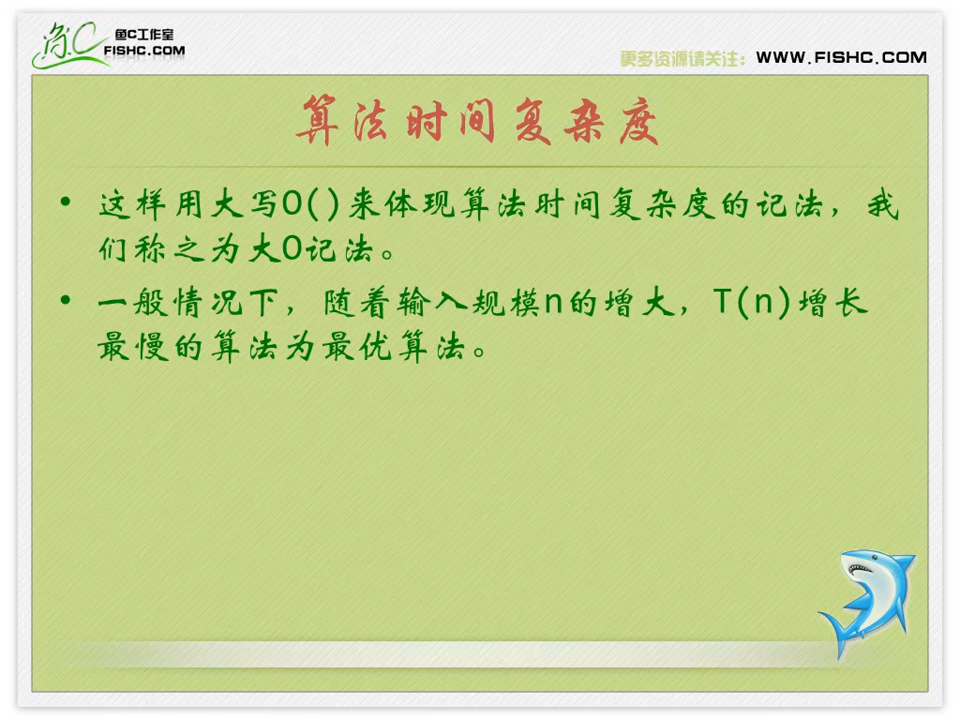 鱼C
鱼C工作室
FISHC.COM
更多资源请关注：WWW.FISHC.COM
算法时间复杂度
• 这样用大写O()来体现算法时间复杂度的记法，我
们称之为大O记法。
• 一般情况下，随着输入规模n的增大，T(n)增长
最慢的算法为最优算法。